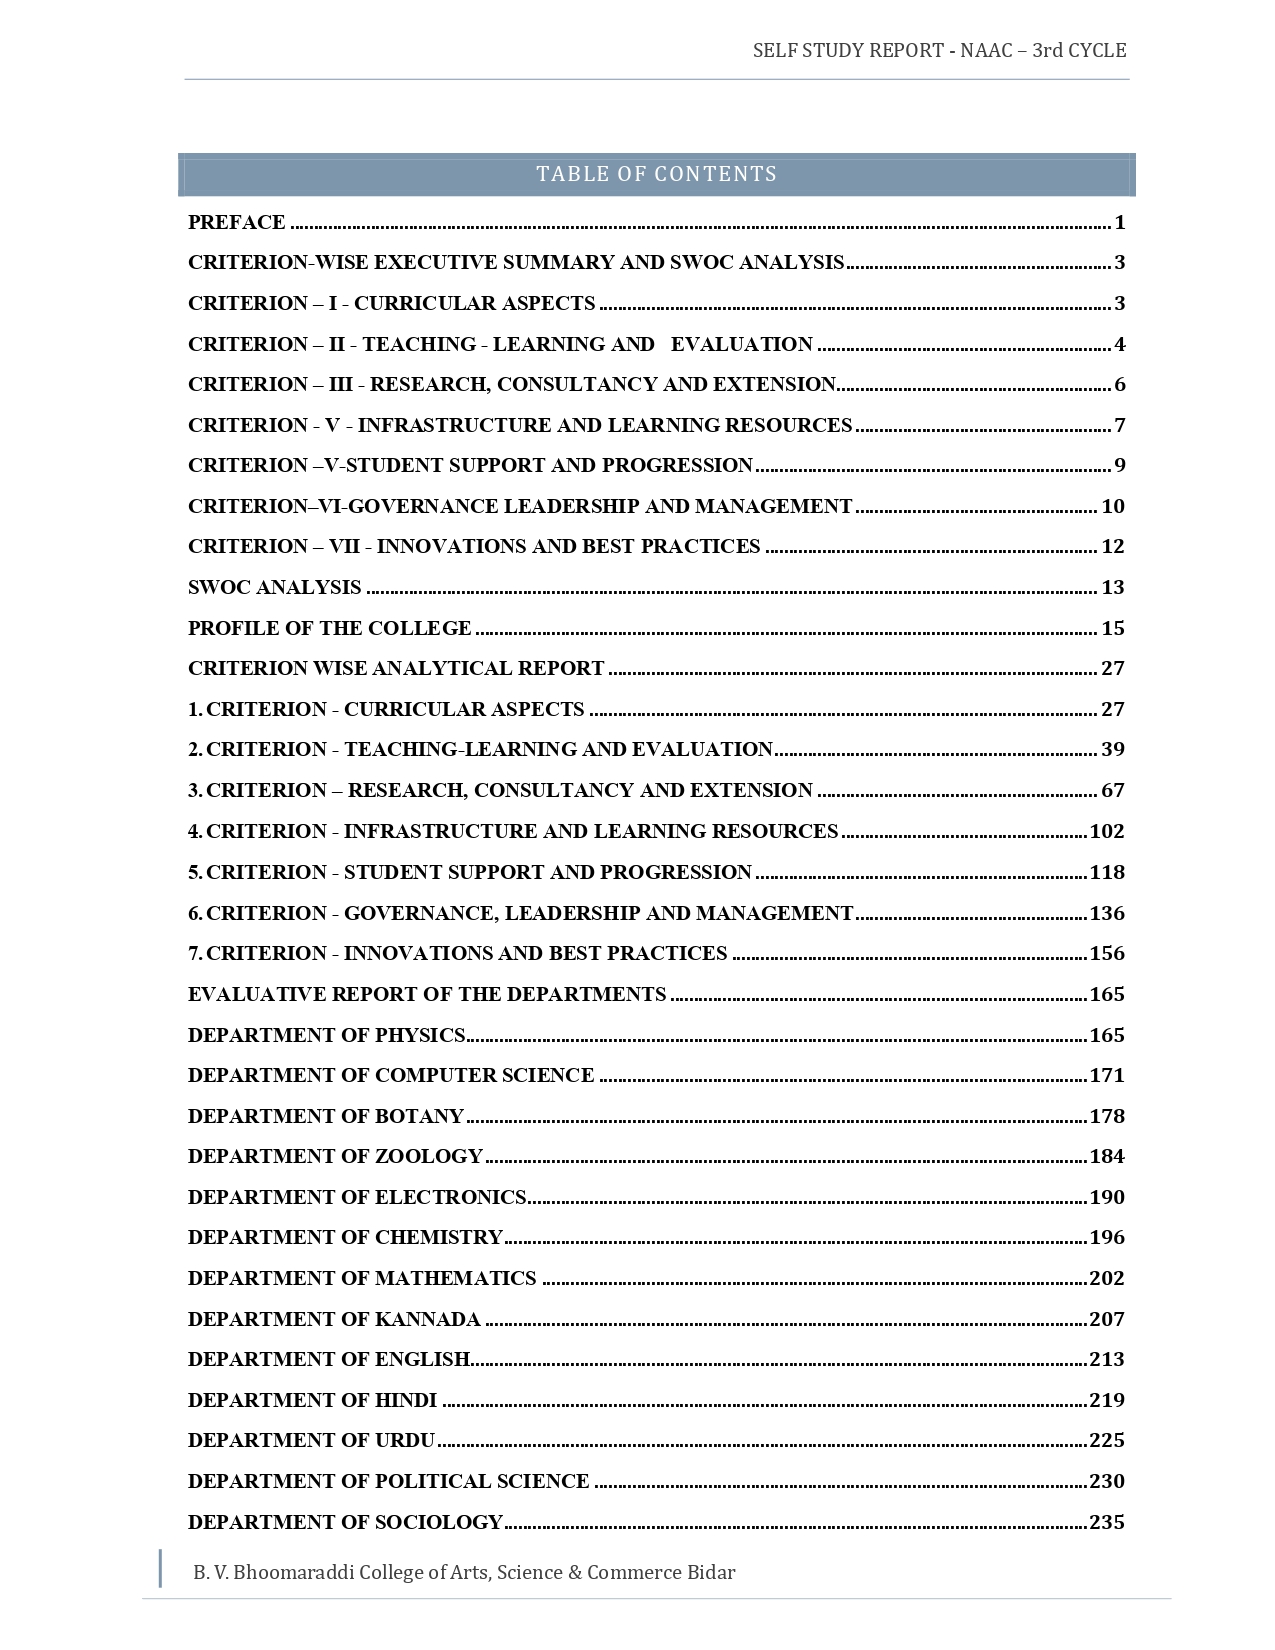 SELF STUDY REPORT - NAAC – 3rd CYCLE
TABLE OF CONTENTS
PREFACE ........ 1
CRITERION-WISE EXECUTIVE SUMMARY AND SWOC ANALYSIS ........ 3
CRITERION – I - CURRICULAR ASPECTS ........ 3
CRITERION – II - TEACHING - LEARNING AND EVALUATION ........ 4
CRITERION – III - RESEARCH, CONSULTANCY AND EXTENSION ........ 6
CRITERION - V - INFRASTRUCTURE AND LEARNING RESOURCES ........ 7
CRITERION –V-STUDENT SUPPORT AND PROGRESSION ........ 9
CRITERION–VI-GOVERNANCE LEADERSHIP AND MANAGEMENT ........ 10
CRITERION – VII - INNOVATIONS AND BEST PRACTICES ........ 12
SWOC ANALYSIS ........ 13
PROFILE OF THE COLLEGE ........ 15
CRITERION WISE ANALYTICAL REPORT ........ 27
1. CRITERION - CURRICULAR ASPECTS ........ 27
2. CRITERION - TEACHING-LEARNING AND EVALUATION ........ 39
3. CRITERION – RESEARCH, CONSULTANCY AND EXTENSION ........ 67
4. CRITERION - INFRASTRUCTURE AND LEARNING RESOURCES ........ 102
5. CRITERION - STUDENT SUPPORT AND PROGRESSION ........ 118
6. CRITERION - GOVERNANCE, LEADERSHIP AND MANAGEMENT ........ 136
7. CRITERION - INNOVATIONS AND BEST PRACTICES ........ 156
EVALUATIVE REPORT OF THE DEPARTMENTS ........ 165
DEPARTMENT OF PHYSICS ........ 165
DEPARTMENT OF COMPUTER SCIENCE ........ 171
DEPARTMENT OF BOTANY ........ 178
DEPARTMENT OF ZOOLOGY ........ 184
DEPARTMENT OF ELECTRONICS ........ 190
DEPARTMENT OF CHEMISTRY ........ 196
DEPARTMENT OF MATHEMATICS ........ 202
DEPARTMENT OF KANNADA ........ 207
DEPARTMENT OF ENGLISH ........ 213
DEPARTMENT OF HINDI ........ 219
DEPARTMENT OF URDU ........ 225
DEPARTMENT OF POLITICAL SCIENCE ........ 230
DEPARTMENT OF SOCIOLOGY ........ 235
B. V. Bhoomaraddi College of Arts, Science & Commerce Bidar